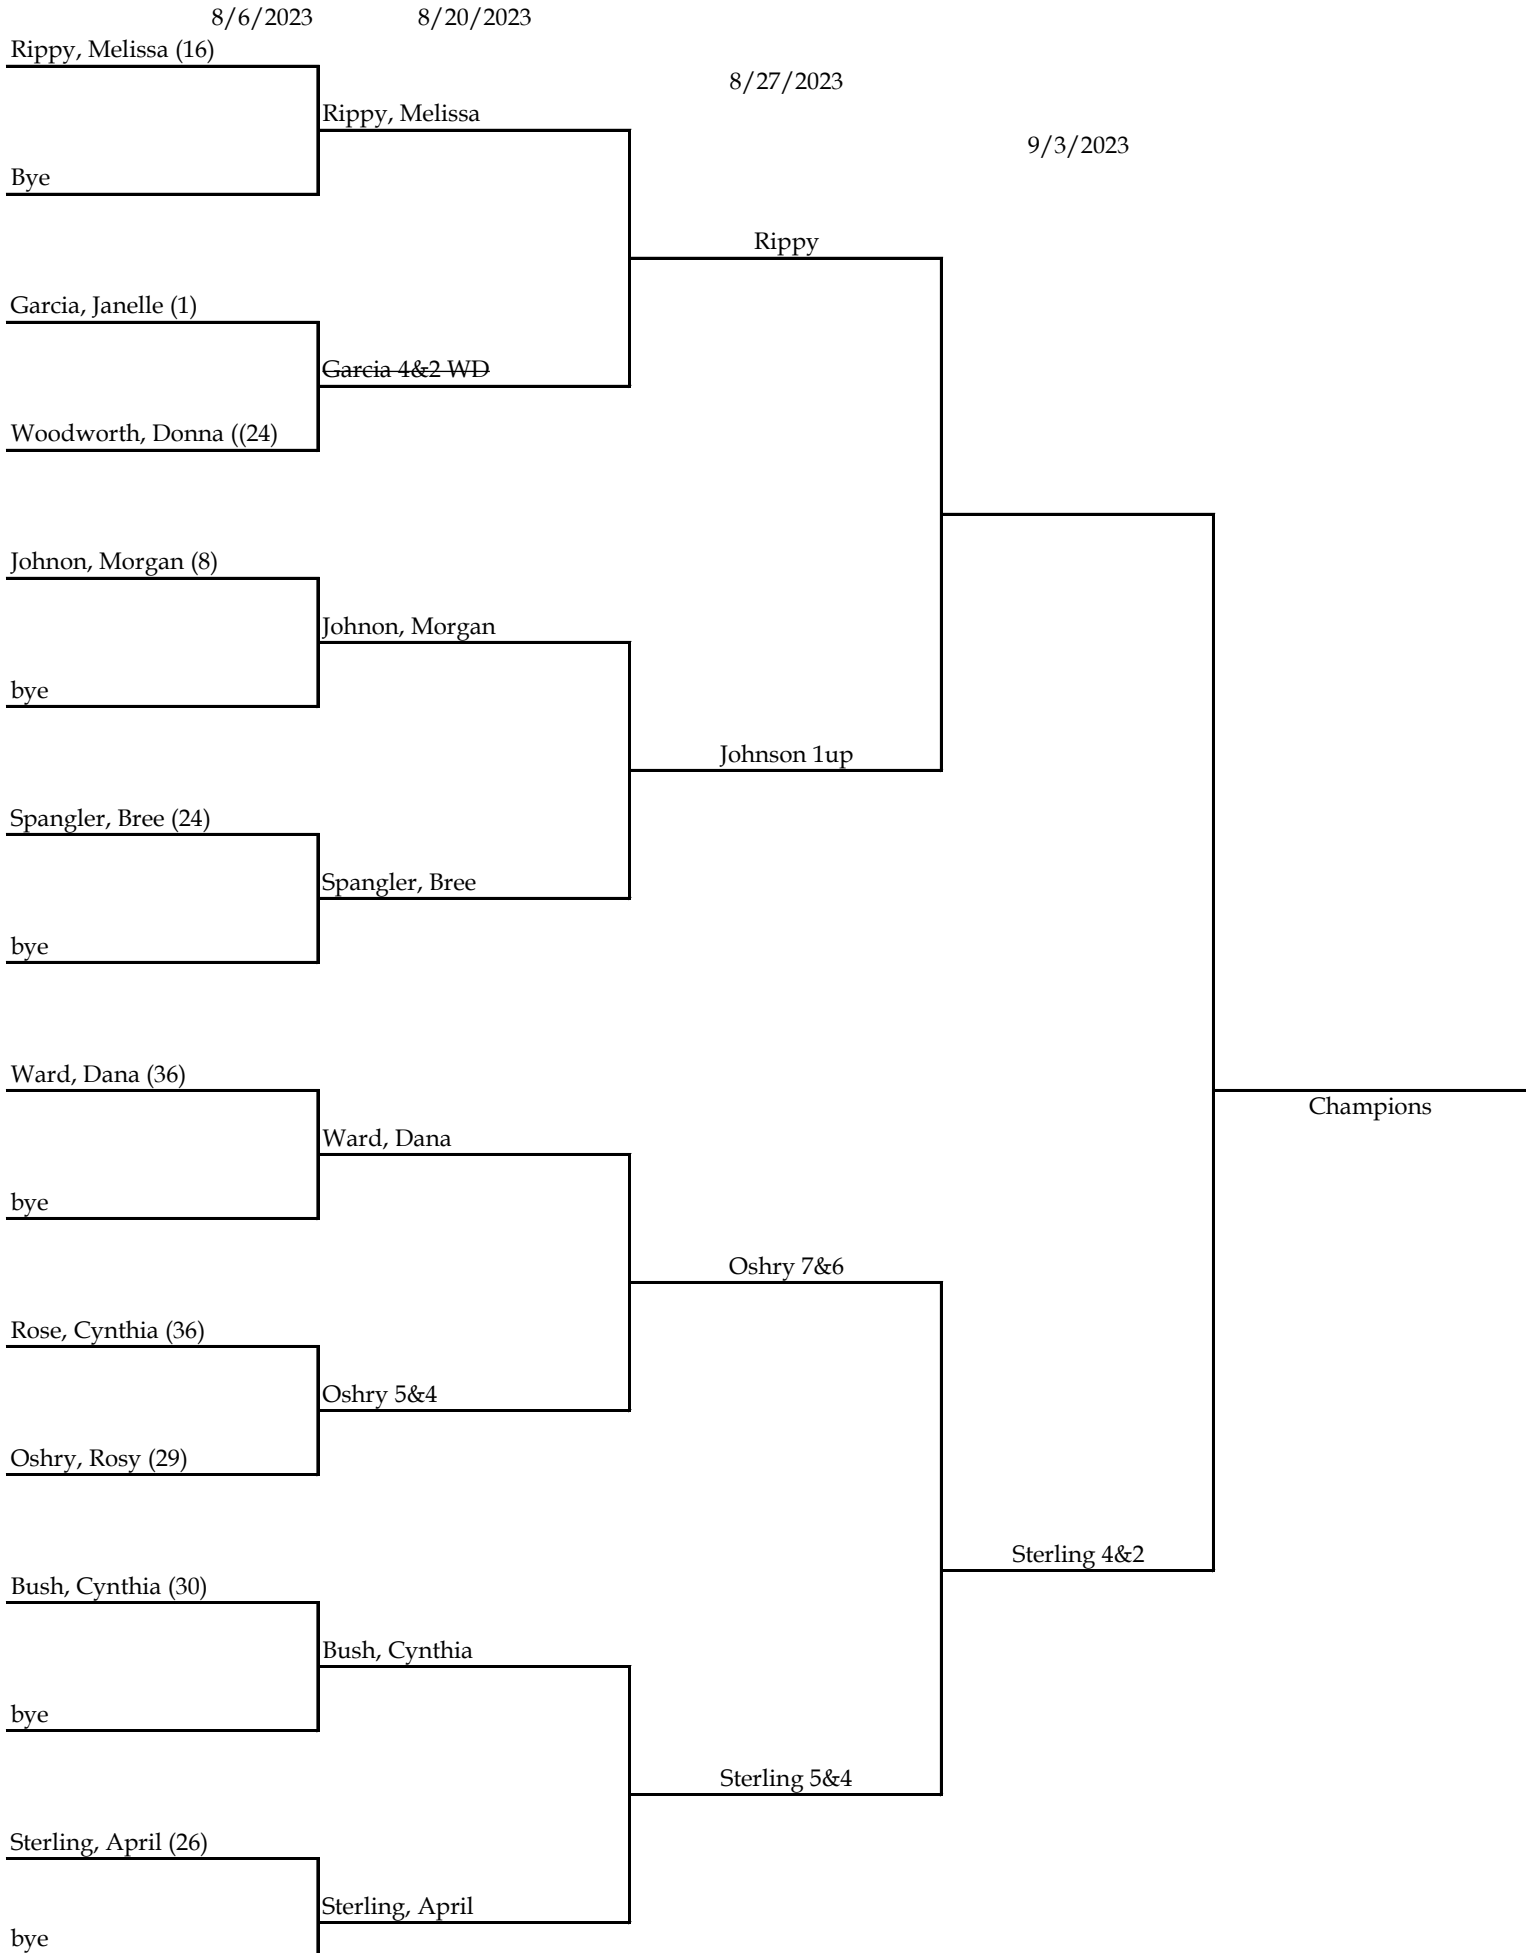 8/6/2023
8/20/2023
Rippy, Melissa (16)
8/27/2023
Rippy, Melissa
9/3/2023
Bye
Rippy
Garcia, Janelle (1)
Garcia 4&2 WD
Woodworth, Donna ((24)
Johnon, Morgan (8)
Johnon, Morgan
bye
Johnson 1up
Spangler, Bree (24)
Spangler, Bree
bye
Ward, Dana (36)
Champions
Ward, Dana
bye
Oshry 7&6
Rose, Cynthia (36)
Oshry 5&4
Oshry, Rosy (29)
Sterling 4&2
Bush, Cynthia (30)
Bush, Cynthia
bye
Sterling 5&4
Sterling, April (26)
Sterling, April
bye